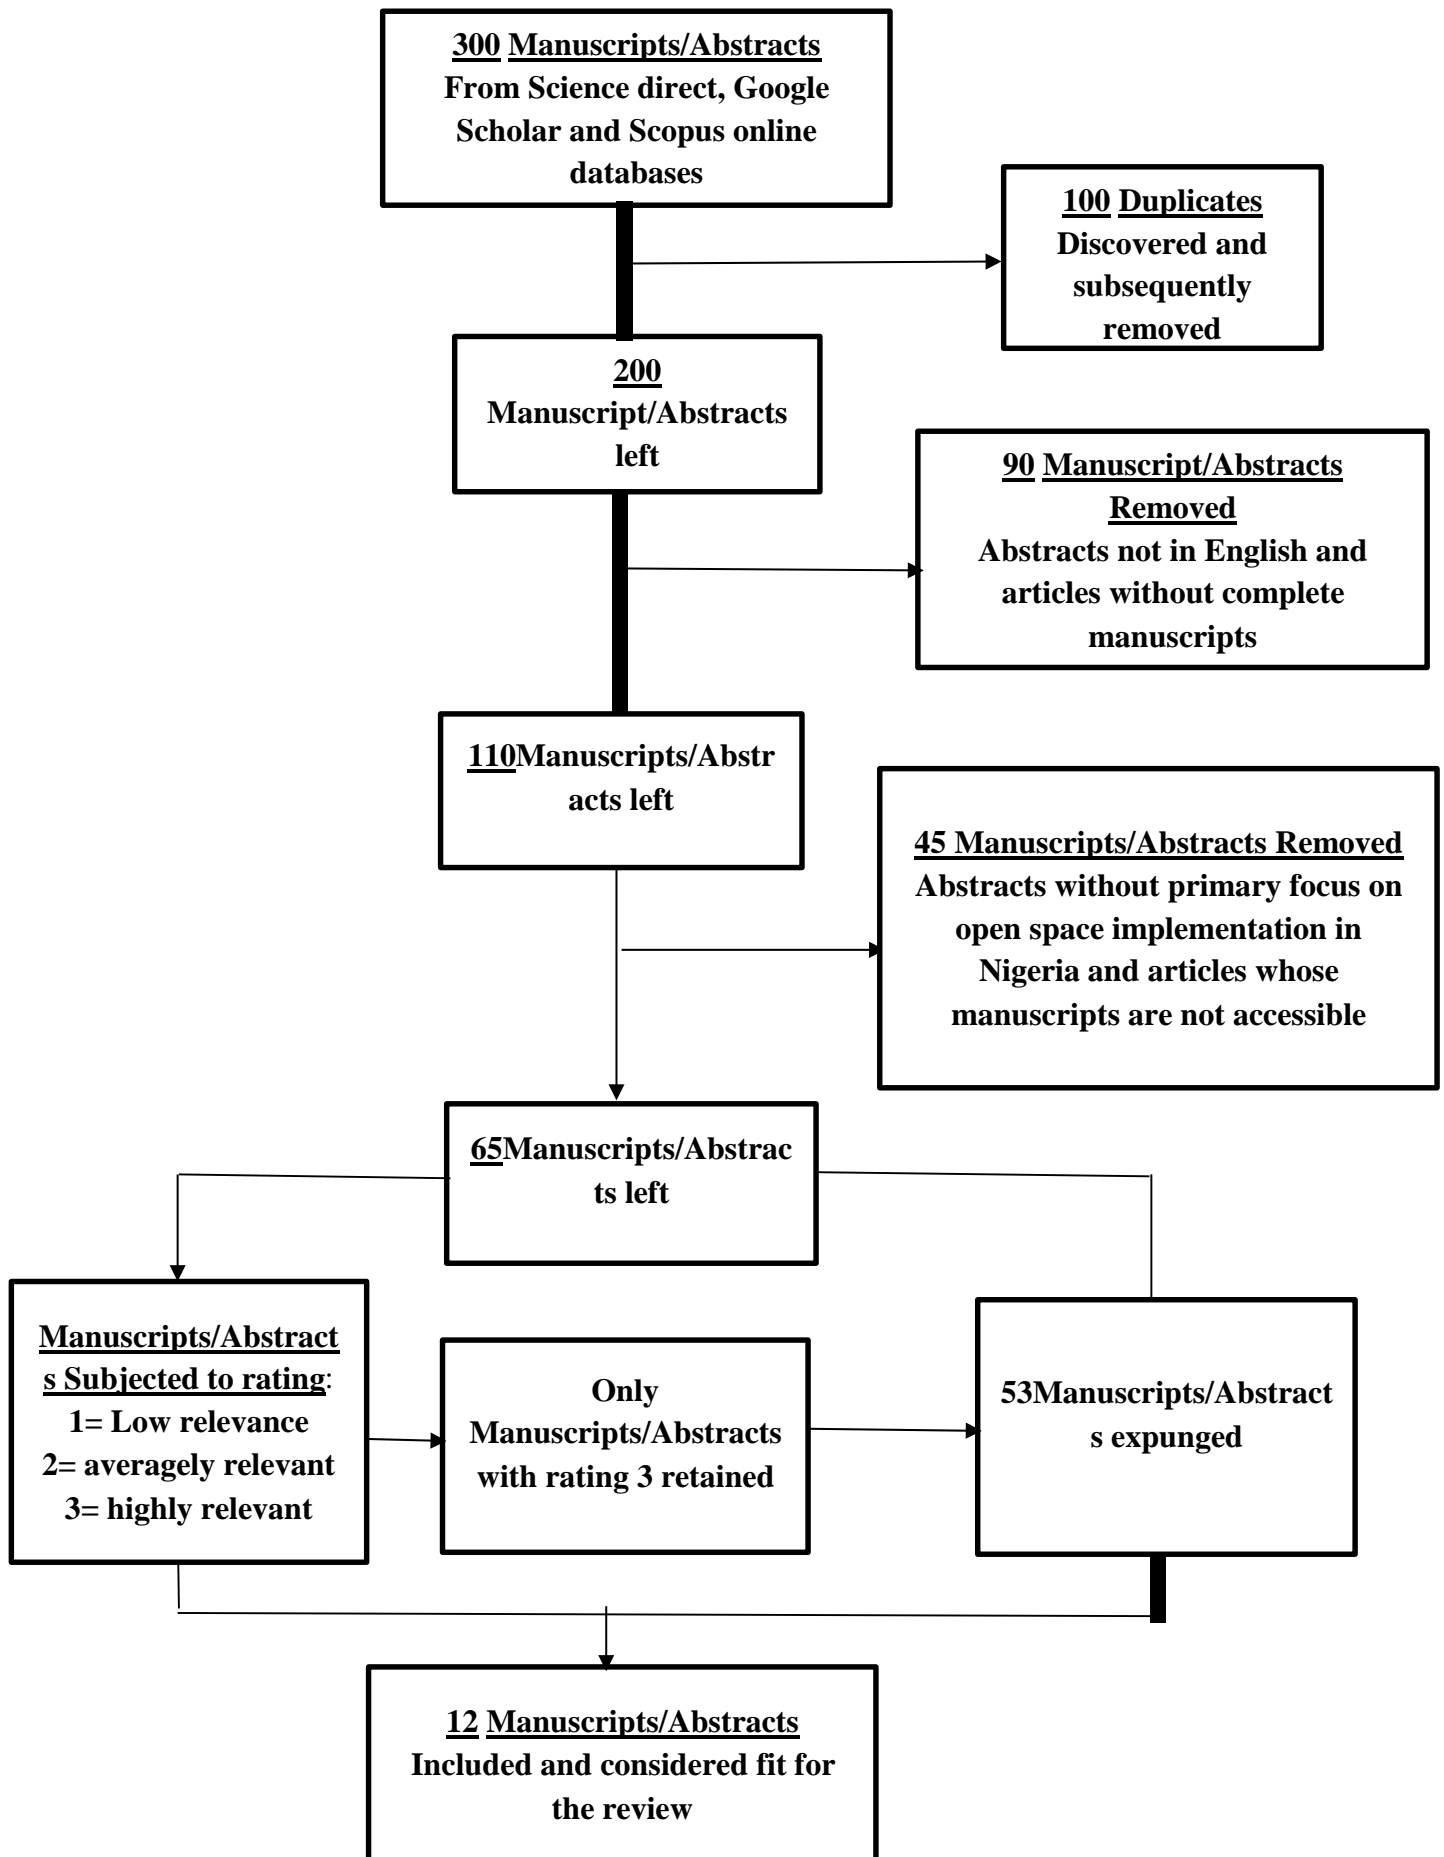 300 Manuscripts/Abstracts
From Science direct, Google
Scholar and Scopus online
databases
100 Duplicates
Discovered and
subsequently
removed
200
Manuscript/Abstracts
left
90 Manuscript/Abstracts
Removed
Abstracts not in English and
articles without complete
manuscripts
110Manuscripts/Abstr
acts left
45 Manuscripts/Abstracts Removed
Abstracts without primary focus on
open space implementation in
Nigeria and articles whose
manuscripts are not accessible
65Manuscripts/Abstrac
ts left
Manuscripts/Abstract
s Subjected to rating:
1= Low relevance
2= averagely relevant
3= highly relevant
Only
Manuscripts/Abstracts
with rating 3 retained
53Manuscripts/Abstract
s expunged
12 Manuscripts/Abstracts
Included and considered fit for
the review